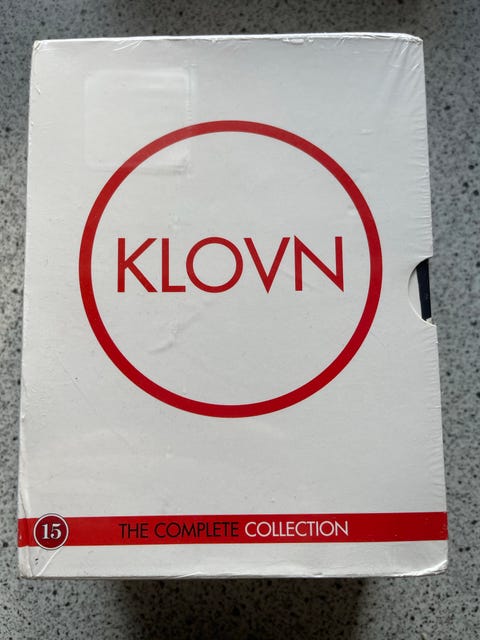 KLOVN
15 THE COMPLETE COLLECTION